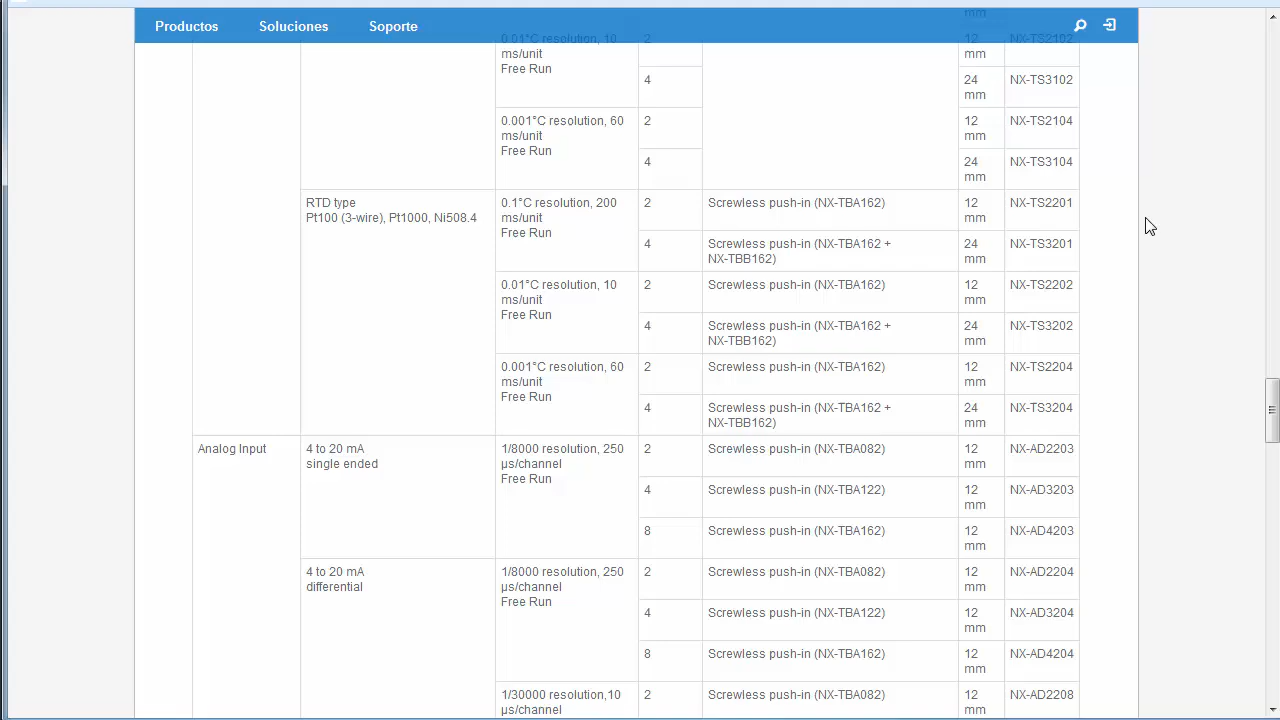 Productos Soluciones Soporte
mm
0.01°C resolution, 10 2 12 NX-TS2102
ms/unit mm
Free Run
4 24 NX-TS3102
mm
0.001°C resolution, 60 2 12 NX-TS2104
ms/unit mm
Free Run
4 24 NX-TS3104
mm
RTD type 0.1°C resolution, 200 2 Screwless push-in (NX-TBA162) 12 NX-TS2201
Pt100 (3-wire), Pt1000, Ni508.4 ms/unit mm
Free Run
4 Screwless push-in (NX-TBA162 + 24 NX-TS3201
NX-TBB162) mm
0.01°C resolution, 10 2 Screwless push-in (NX-TBA162) 12 NX-TS2202
ms/unit mm
Free Run
4 Screwless push-in (NX-TBA162 + 24 NX-TS3202
NX-TBB162) mm
0.001°C resolution, 60 2 Screwless push-in (NX-TBA162) 12 NX-TS2204
ms/unit mm
Free Run
4 Screwless push-in (NX-TBA162 + 24 NX-TS3204
NX-TBB162) mm
Analog Input 4 to 20 mA 1/8000 resolution, 250 2 Screwless push-in (NX-TBA082) 12 NX-AD2203
single ended µs/channel mm
Free Run
4 Screwless push-in (NX-TBA122) 12 NX-AD3203
mm
8 Screwless push-in (NX-TBA162) 12 NX-AD4203
mm
4 to 20 mA 1/8000 resolution, 250 2 Screwless push-in (NX-TBA082) 12 NX-AD2204
differential µs/channel mm
Free Run
4 Screwless push-in (NX-TBA122) 12 NX-AD3204
mm
8 Screwless push-in (NX-TBA162) 12 NX-AD4204
mm
1/30000 resolution,10 2 Screwless push-in (NX-TBA082) 12 NX-AD2208
µs/channel mm